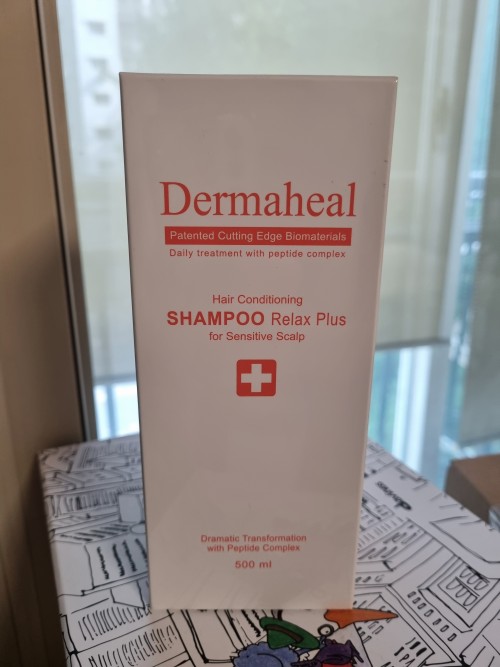 Dermaheal
Patented Cutting Edge Biomaterials
Daily treatment with peptide complex
Hair Conditioning
SHAMPOO Relax Plus
for Sensitive Scalp
Dramatic Transformation
with Peptide Complex
500 ml